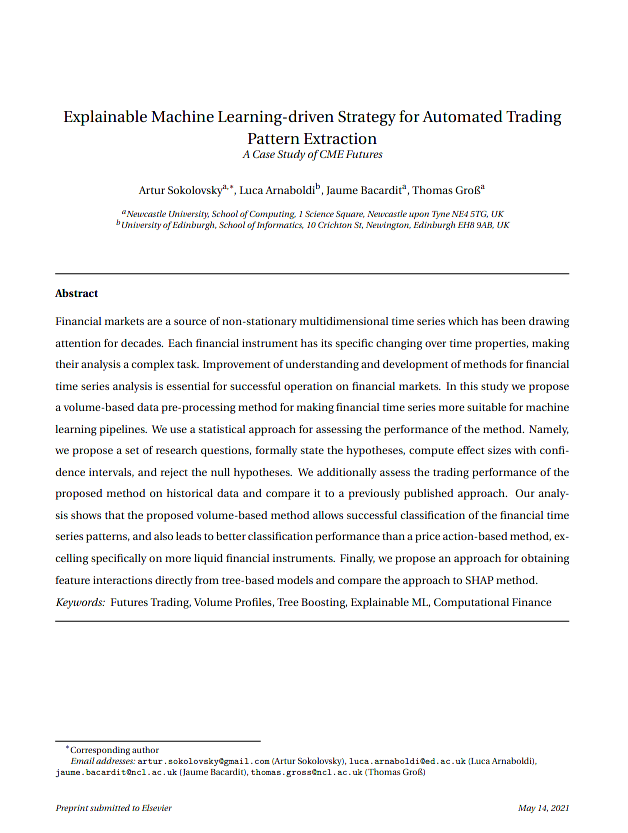 Explainable Machine Learning-driven Strategy for Automated Trading
Pattern Extraction
A Case Study of CME Futures
Artur Sokolovskya,*, Luca Arnaboldib, Jaume Bacardita, Thomas Großa
aNewcastle University, School of Computing, 1 Science Square, Newcastle upon Tyne NE4 5TG, UK
bUniversity of Edinburgh, School of Informatics, 10 Crichton St, Newington, Edinburgh EH8 9AB, UK
Abstract
Financial markets are a source of non-stationary multidimensional time series which has been drawing
attention for decades. Each financial instrument has its specific changing over time properties, making
their analysis a complex task. Improvement of understanding and development of methods for financial
time series analysis is essential for successful operation on financial markets. In this study we propose
a volume-based data pre-processing method for making financial time series more suitable for machine
learning pipelines. We use a statistical approach for assessing the performance of the method. Namely,
we propose a set of research questions, formally state the hypotheses, compute effect sizes with confi-
dence intervals, and reject the null hypotheses. We additionally assess the trading performance of the
proposed method on historical data and compare it to a previously published approach. Our analy-
sis shows that the proposed volume-based method allows successful classification of the financial time
series patterns, and also leads to better classification performance than a price action-based method, ex-
celling specifically on more liquid financial instruments. Finally, we propose an approach for obtaining
feature interactions directly from tree-based models and compare the approach to SHAP method.
Keywords: Futures Trading, Volume Profiles, Tree Boosting, Explainable ML, Computational Finance
*Corresponding author
Email addresses: artur.sokolovsky@gmail.com (Artur Sokolovsky), luca.arnaboldi@ed.ac.uk (Luca Arnaboldi),
jaume.bacardit@ncl.ac.uk (Jaume Bacardit), thomas.gross@ncl.ac.uk (Thomas Groß)
Preprint submitted to Elsevier
May 14, 2021